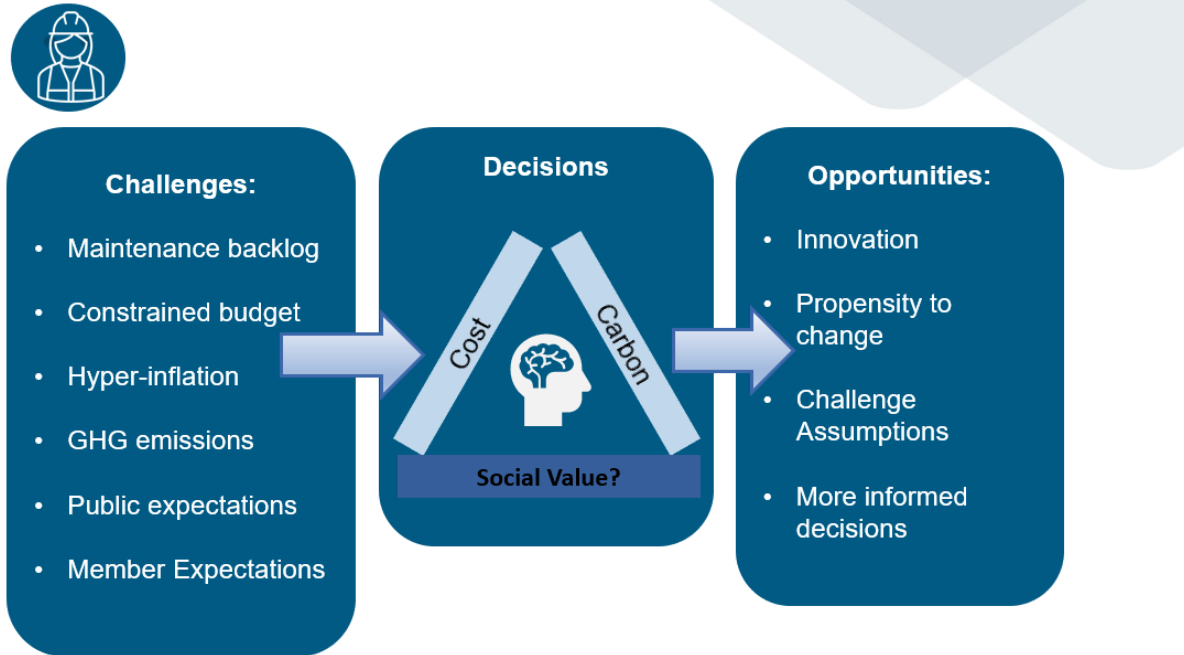 Challenges:
• Maintenance backlog
• Constrained budget
• Hyper-inflation
• GHG emissions
• Public expectations
• Member Expectations
Decisions
Cost
Carbon
Social Value?
Opportunities:
• Innovation
• Propensity to
change
• Challenge
Assumptions
• More informed
decisions